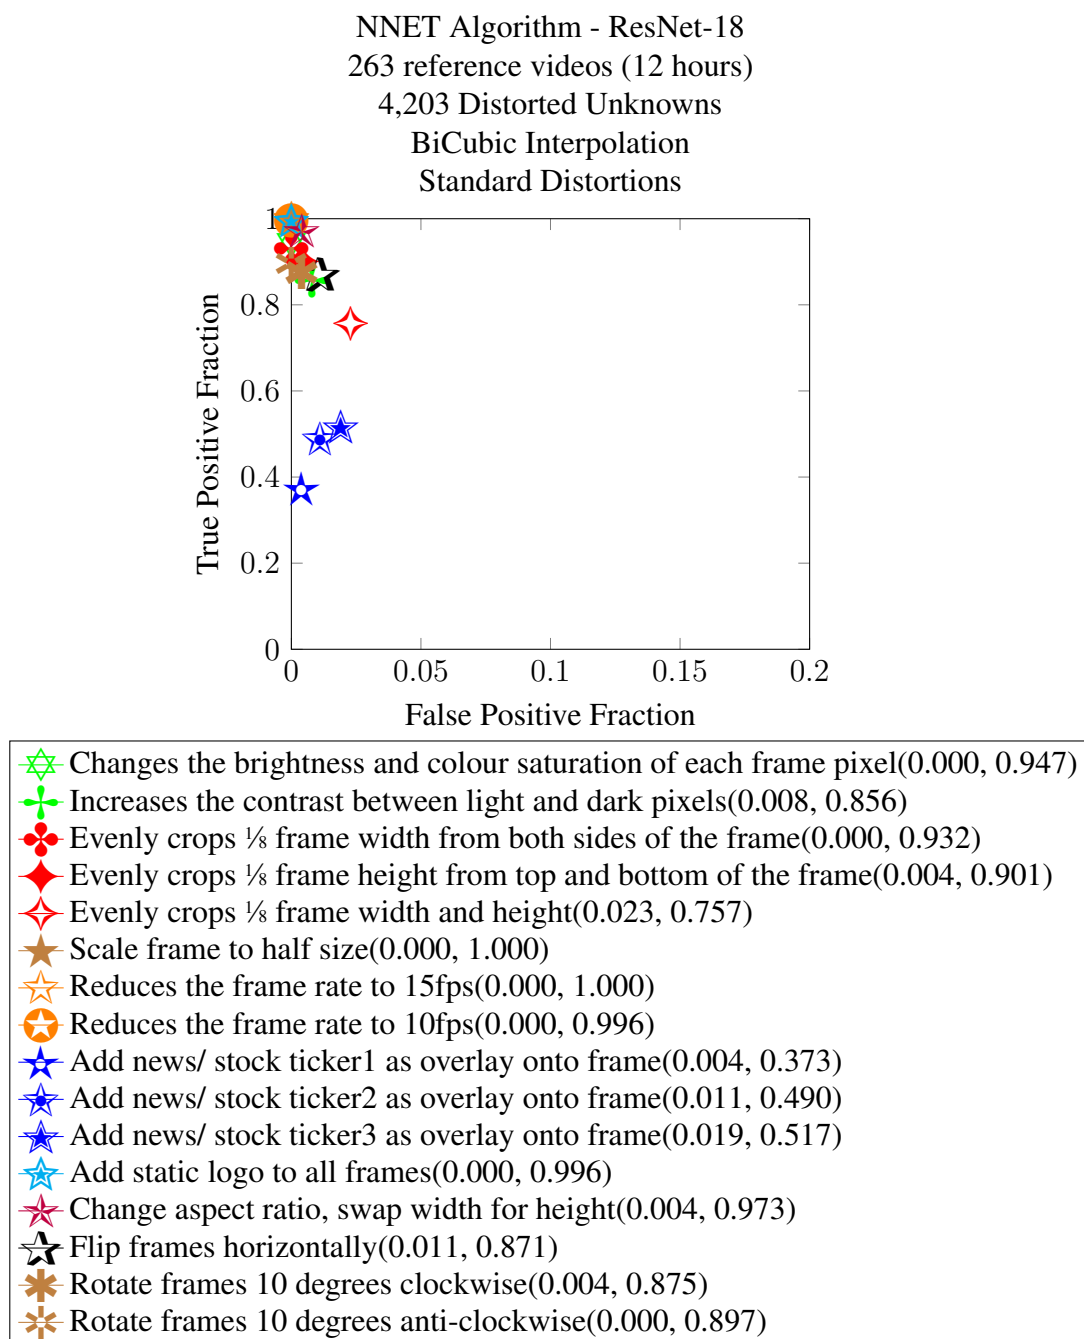 NNET Algorithm - ResNet-18
263 reference videos (12 hours)
4,203 Distorted Unknowns
BiCubic Interpolation
Standard Distortions
1
0.8
0.6
0.4
0.2
0
0
0.05
0.1
0.15
0.2
True Positive Fraction
False Positive Fraction
Changes the brightness and colour saturation of each frame pixel(0.000, 0.947)
Increases the contrast between light and dark pixels(0.008, 0.856)
Evenly crops ⅛ frame width from both sides of the frame(0.000, 0.932)
Evenly crops ⅛ frame height from top and bottom of the frame(0.004, 0.901)
Evenly crops ⅛ frame width and height(0.023, 0.757)
Scale frame to half size(0.000, 1.000)
Reduces the frame rate to 15fps(0.000, 1.000)
Reduces the frame rate to 10fps(0.000, 0.996)
Add news/ stock ticker1 as overlay onto frame(0.004, 0.373)
Add news/ stock ticker2 as overlay onto frame(0.011, 0.490)
Add news/ stock ticker3 as overlay onto frame(0.019, 0.517)
Add static logo to all frames(0.000, 0.996)
Change aspect ratio, swap width for height(0.004, 0.973)
Flip frames horizontally(0.011, 0.871)
Rotate frames 10 degrees clockwise(0.004, 0.875)
Rotate frames 10 degrees anti-clockwise(0.000, 0.897)